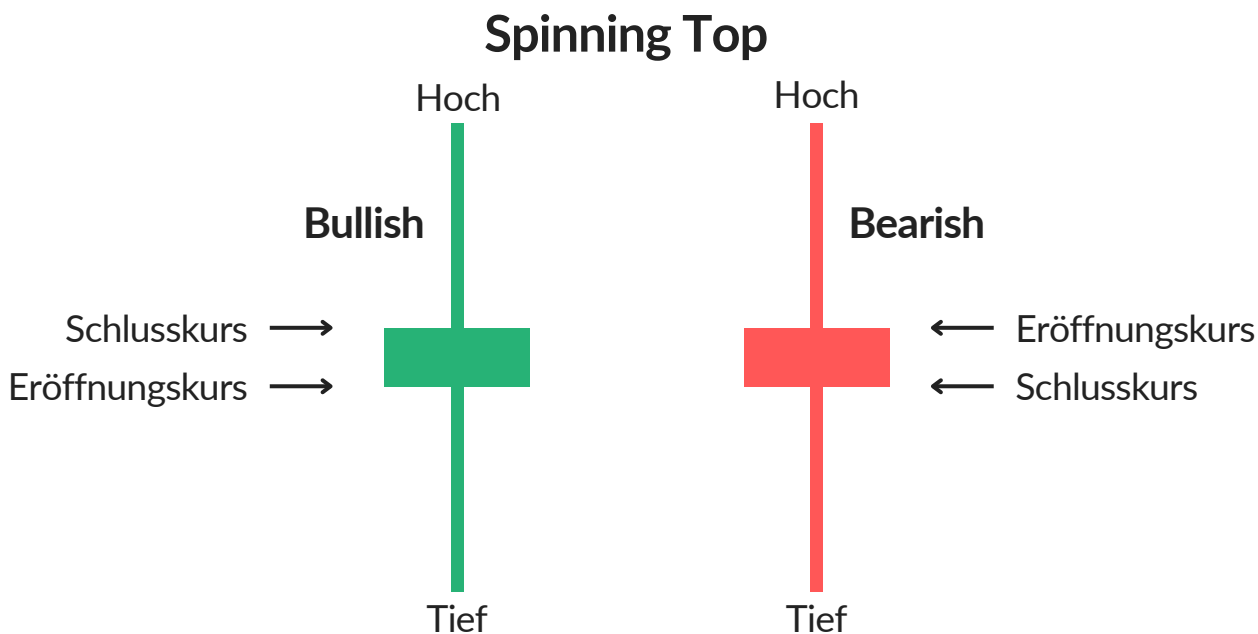 Spinning Top
Hoch
Hoch
Bullish
Bearish
Schlusskurs
Eröffnungskurs
Eröffnungskurs
Schlusskurs
Tief
Tief